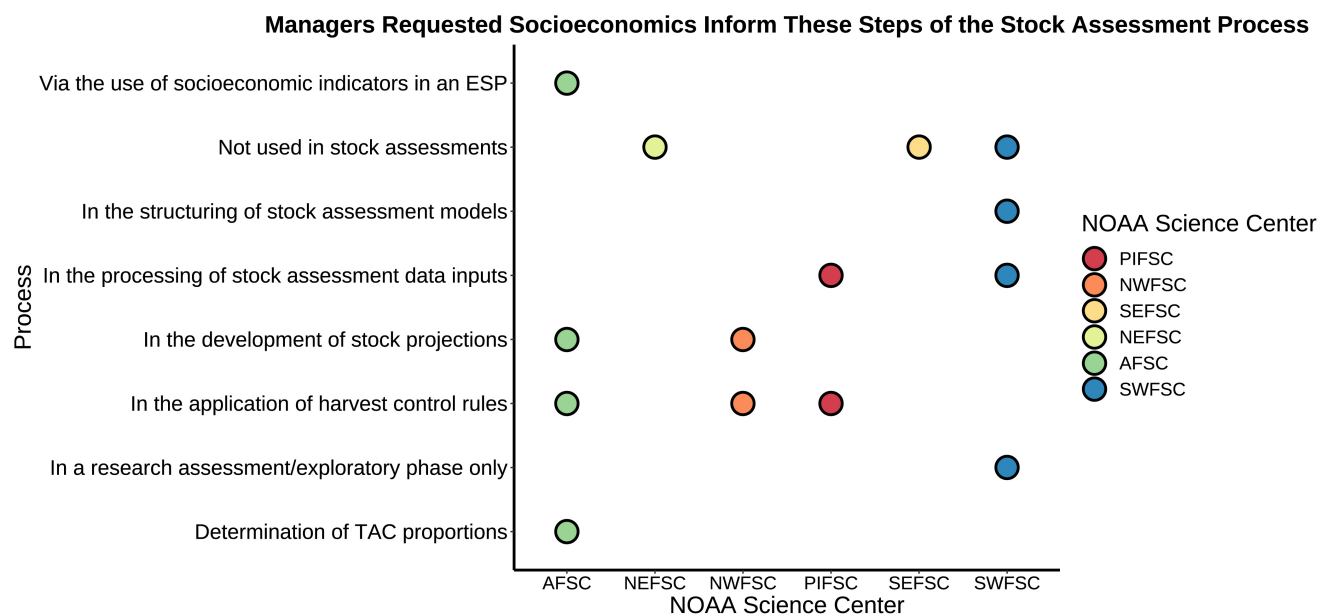 Managers Requested Socioeconomics Inform These Steps of the Stock Assessment Process
Process
Via the use of socioeconomic indicators in an ESP
Not used in stock assessments
In the structuring of stock assessment models
In the processing of stock assessment data inputs
In the development of stock projections
In the application of harvest control rules
In a research assessment/exploratory phase only
Determination of TAC proportions
AFSC NEFSC NWFSC PIFSC SEFSC SWFSC
NOAA Science Center
NOAA Science Center
PIFSC
NWFSC
SEFSC
NEFSC
AFSC
SWFSC